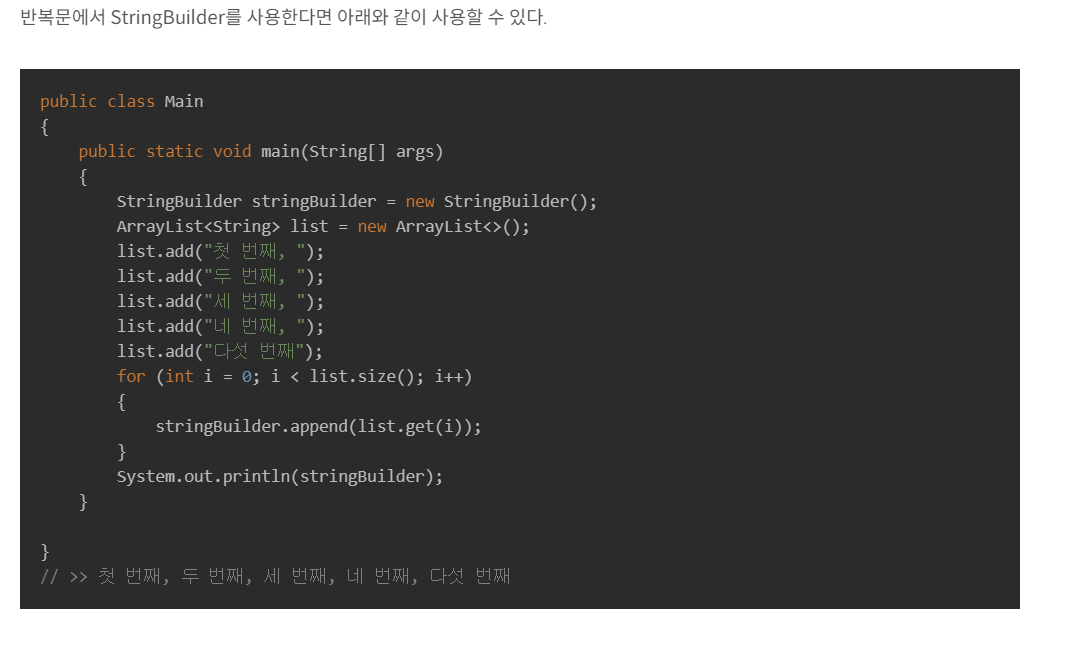 반복문에서 StringBuilder를 사용한다면 아래와 같이 사용할 수 있다.
public class Main
{
    public static void main(String[] args)
    {
        StringBuilder stringBuilder = new StringBuilder();
        ArrayList<String> list = new ArrayList<>();
        list.add("첫 번째, ");
        list.add("두 번째, ");
        list.add("세 번째, ");
        list.add("네 번째, ");
        list.add("다섯 번째");
        for (int i = 0; i < list.size(); i++)
        {
            stringBuilder.append(list.get(i));
        }
        System.out.println(stringBuilder);
    }
}
// >> 첫 번째, 두 번째, 세 번째, 네 번째, 다섯 번째